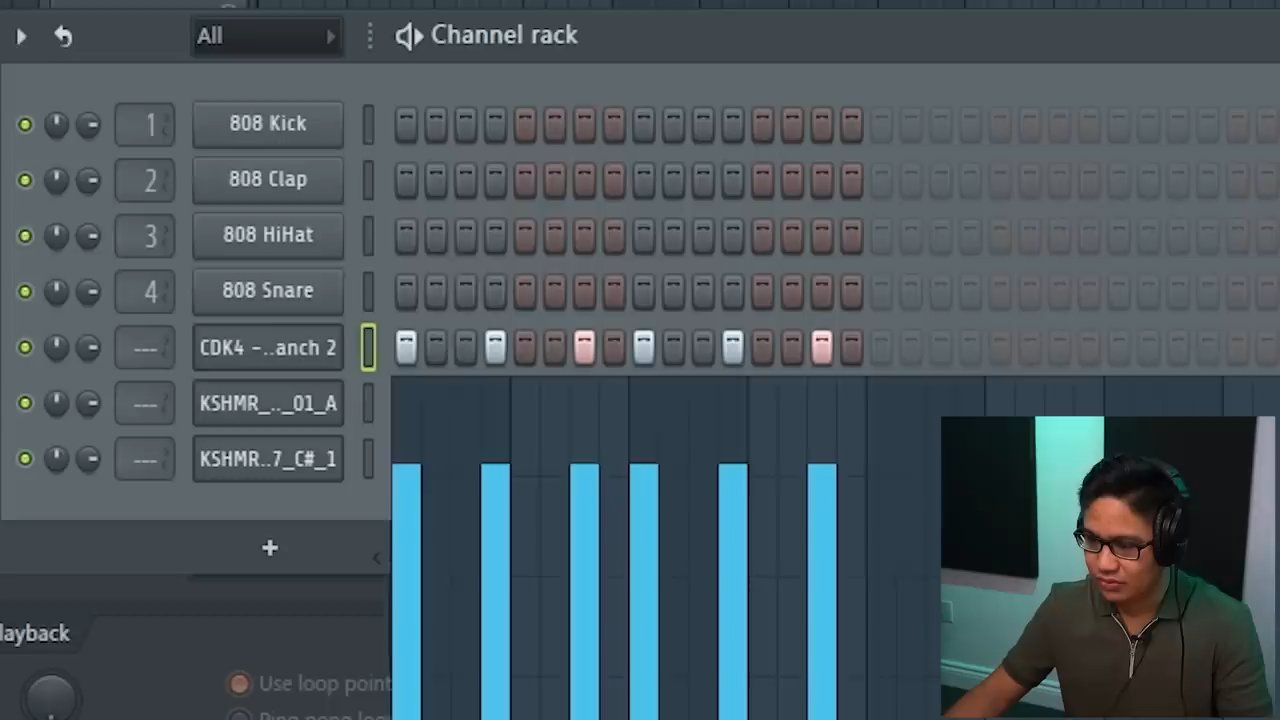 All
Channel rack
1 808 Kick
2 808 Clap
3 808 HiHat
4 808 Snare
--- CDK4 -..anch 2
--- KSHMR_.._01_A
--- KSHMR..7_C#_1
+
layback
Use loop point